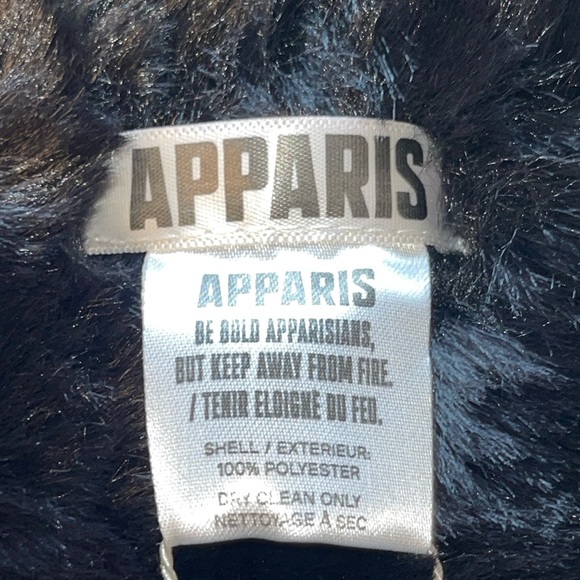 APPARIS
APPARIS
BE BOLD APPARISIANS,
BUT KEEP AWAY FROM FIRE.
/ TENIR ELOIGNÉ DU FEU.
SHELL / EXTERIEUR:
100% POLYESTER
DRY CLEAN ONLY
NETTOYAGE À SEC